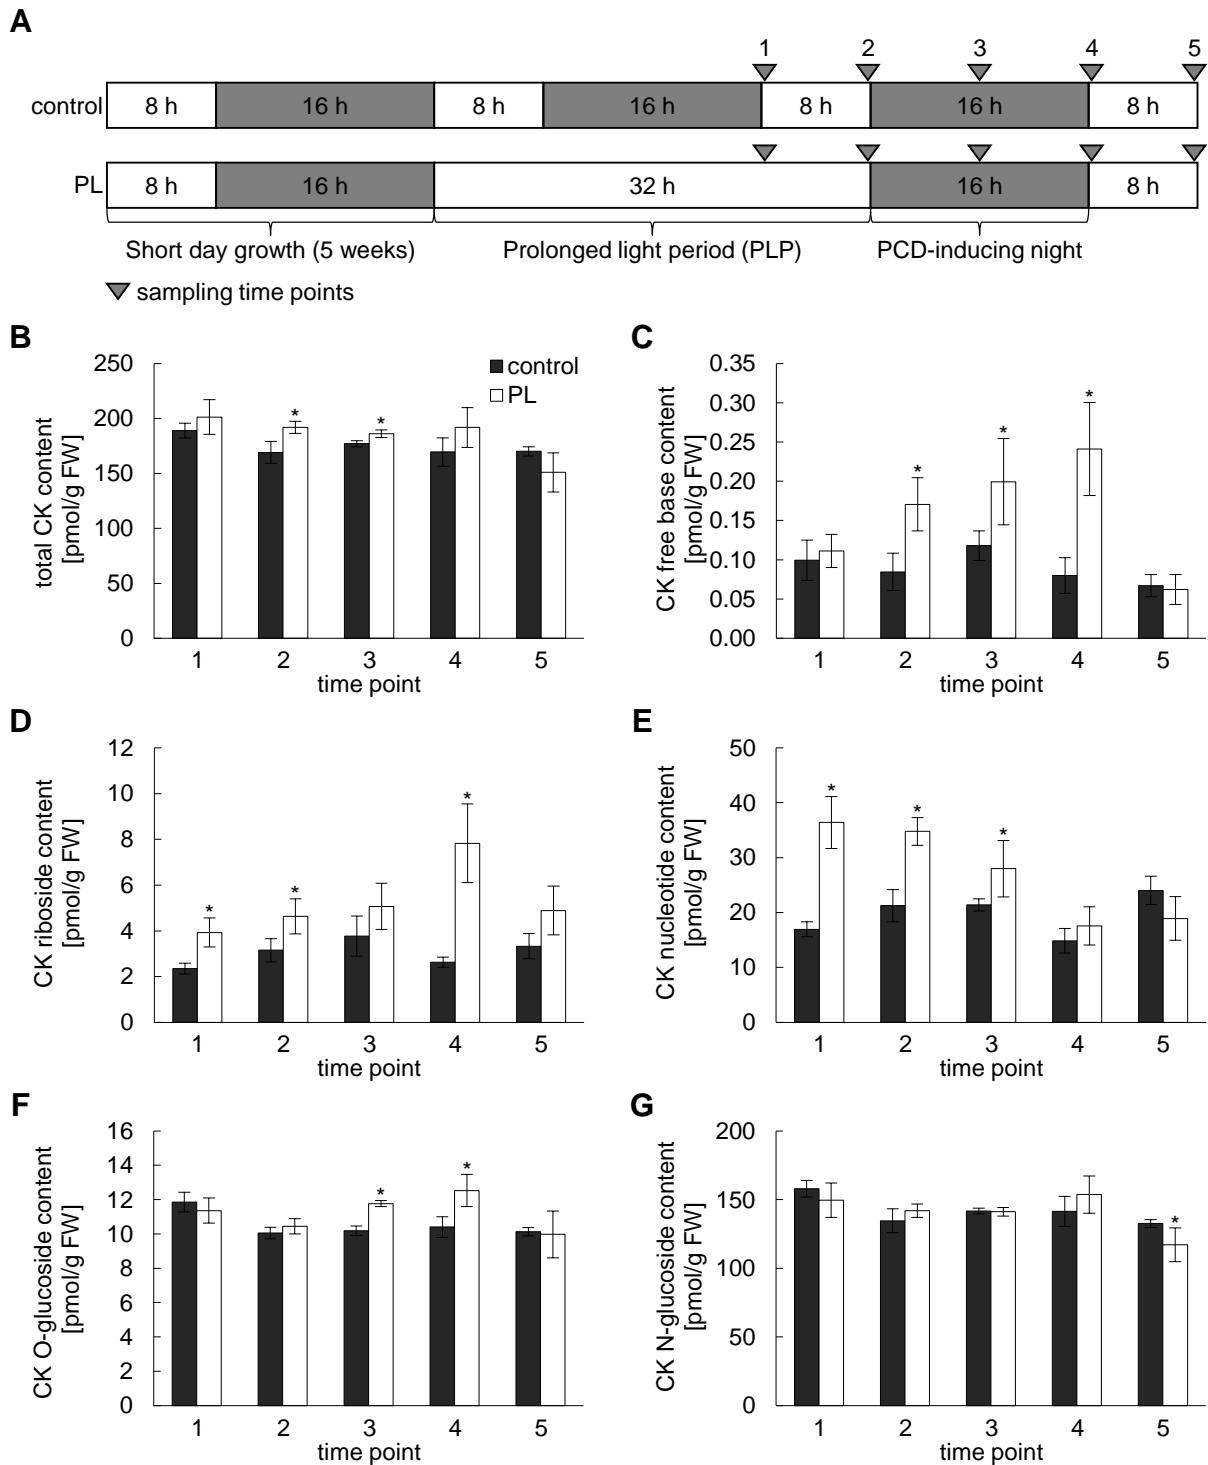 A
1 2 3 4 5
control 8 h 16 h 8 h 16 h 8 h 16 h 8 h
PL 8 h 16 h 32 h 16 h 8 h
Short day growth (5 weeks) Prolonged light period (PLP) PCD-inducing night
sampling time points
B
total CK content
[pmol/g FW]
250
200
150
100
50
0
control
PL
* *
1 2 3 4 5
time point
C
CK free base content
[pmol/g FW]
0.35
0.30
0.25
0.20
0.15
0.10
0.05
0.00
* * *
1 2 3 4 5
time point
D
CK riboside content
[pmol/g FW]
12
10
8
6
4
2
0
* * *
1 2 3 4 5
time point
E
CK nucleotide content
[pmol/g FW]
50
40
30
20
10
0
* * *
1 2 3 4 5
time point
F
CK O-glucoside content
[pmol/g FW]
16
14
12
10
8
6
4
2
0
* *
1 2 3 4 5
time point
G
CK N-glucoside content
[pmol/g FW]
200
150
100
50
0
*
1 2 3 4 5
time point